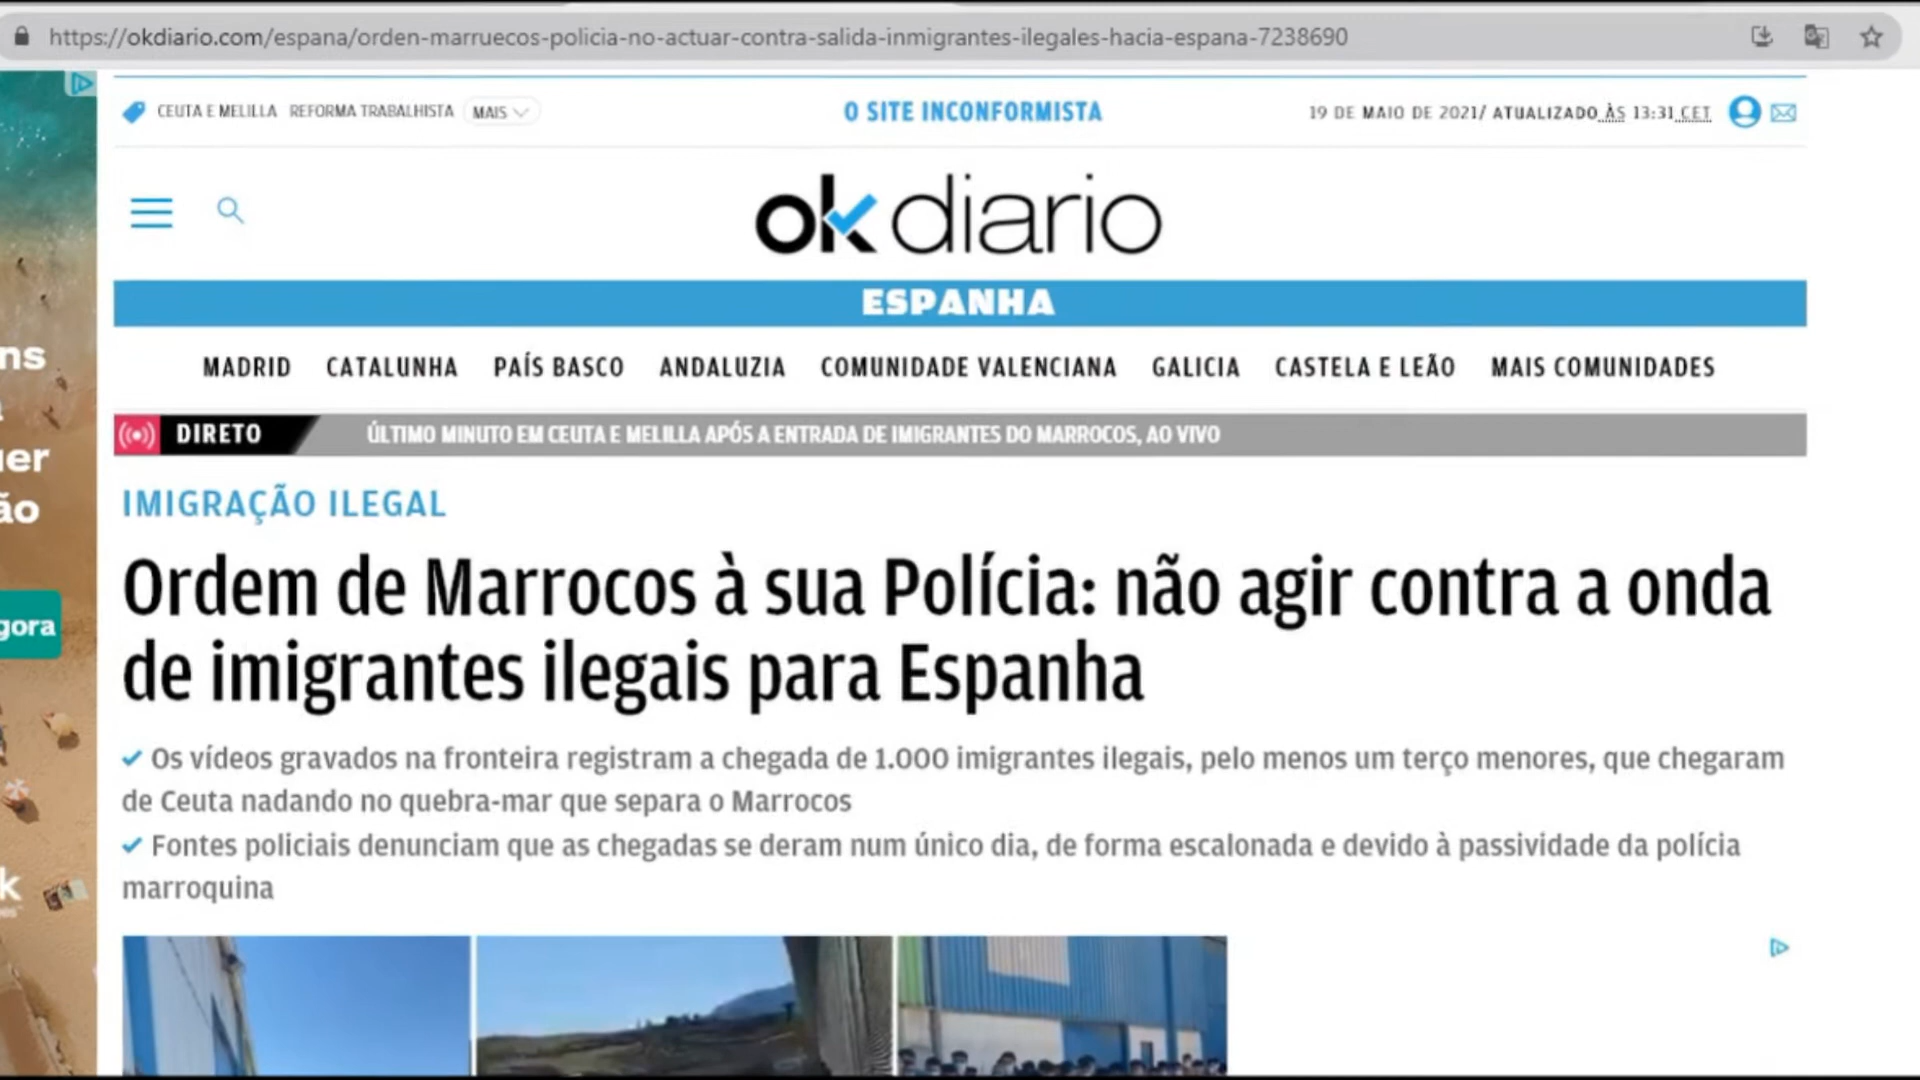 https://okdiario.com/espana/orden-marruecos-policia-no-actuar-contra-salida-inmigrantes-ilegales-hacia-espana-7238690
CEUTA E MELILLA REFORMA TRABALHISTA MAIS
O SITE INCONFORMISTA
19 DE MAIO DE 2021/ ATUALIZADO ÀS 13:31 CET
ok diario
ESPANHA
MADRID CATALUNHA PAÍS BASCO ANDALUZIA COMUNIDADE VALENCIANA GALICIA CASTELA E LEÃO MAIS COMUNIDADES
DIRETO ÚLTIMO MINUTO EM CEUTA E MELILLA APÓS A ENTRADA DE IMIGRANTES DO MARROCOS, AO VIVO
IMIGRAÇÃO ILEGAL
Ordem de Marrocos à sua Polícia: não agir contra a onda
de imigrantes ilegais para Espanha
Os vídeos gravados na fronteira registram a chegada de 1.000 imigrantes ilegais, pelo menos um terço menores, que chegaram
de Ceuta nadando no quebra-mar que separa o Marrocos
Fontes policiais denunciam que as chegadas se deram num único dia, de forma escalonada e devido à passividade da polícia
marroquina